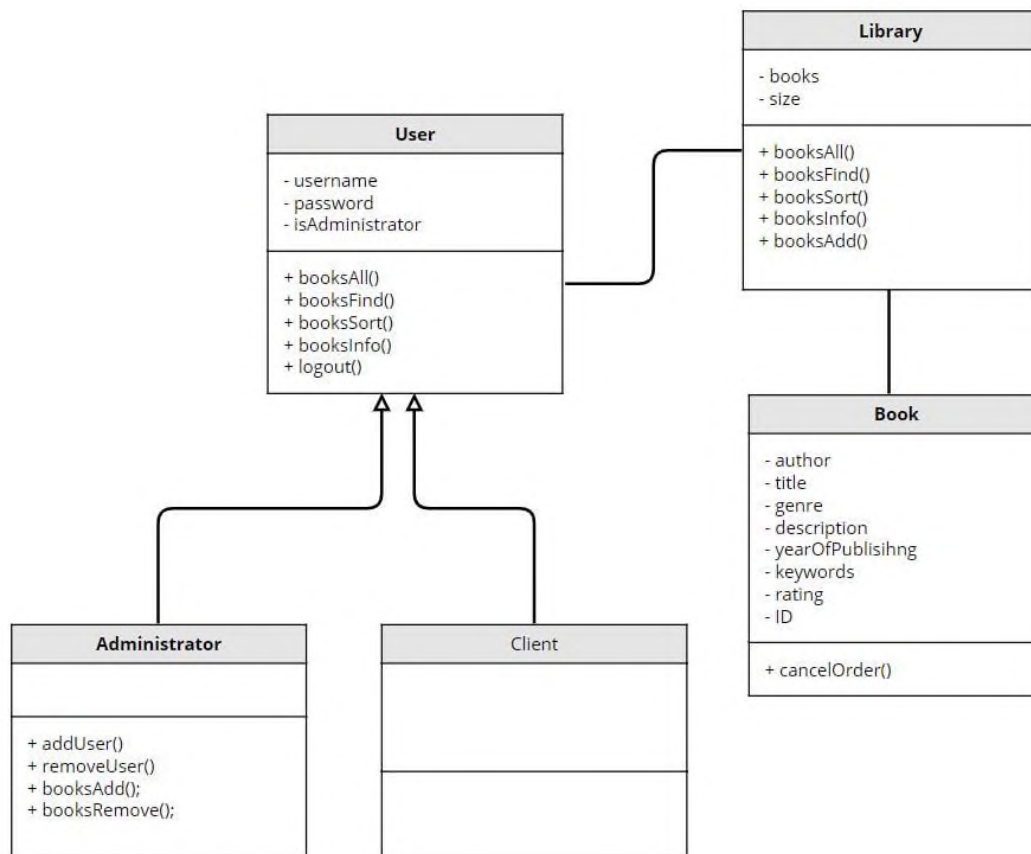 Library
- books
- size
+ booksAll()
+ booksFind()
+ booksSort()
+ booksInfo()
+ booksAdd()
User
- username
- password
- isAdministrator
+ booksAll()
+ booksFind()
+ booksSort()
+ booksInfo()
+ logout()
Book
- author
- title
- genre
- description
- yearOfPublisihng
- keywords
- rating
- ID
+ cancelOrder()
Administrator
+ addUser()
+ removeUser()
+ booksAdd();
+ booksRemove();
Client